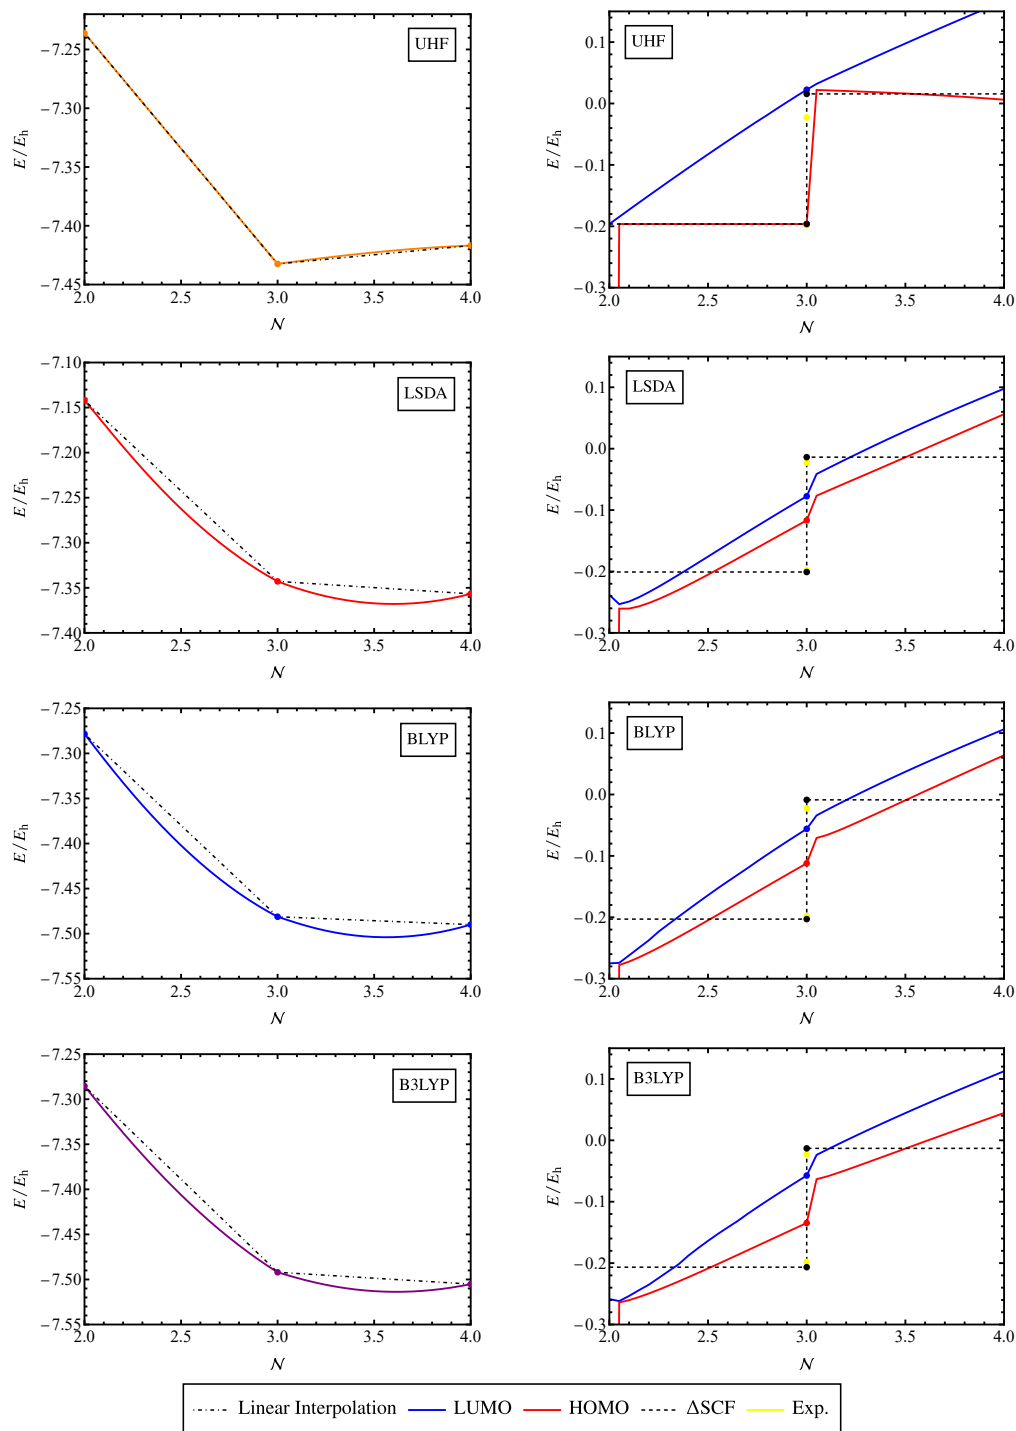 UHF
−7.25
−7.30
−7.35
−7.40
−7.45
E/Eh
2.0 2.5 3.0 3.5 4.0
𝒩
UHF
0.1
0.0
−0.1
−0.2
−0.3
E/Eh
2.0 2.5 3.0 3.5 4.0
𝒩
LSDA
−7.10
−7.15
−7.20
−7.25
−7.30
−7.35
−7.40
E/Eh
2.0 2.5 3.0 3.5 4.0
𝒩
LSDA
0.1
0.0
−0.1
−0.2
−0.3
E/Eh
2.0 2.5 3.0 3.5 4.0
𝒩
BLYP
−7.25
−7.30
−7.35
−7.40
−7.45
−7.50
−7.55
E/Eh
2.0 2.5 3.0 3.5 4.0
𝒩
BLYP
0.1
0.0
−0.1
−0.2
−0.3
E/Eh
2.0 2.5 3.0 3.5 4.0
𝒩
B3LYP
−7.25
−7.30
−7.35
−7.40
−7.45
−7.50
−7.55
E/Eh
2.0 2.5 3.0 3.5 4.0
𝒩
B3LYP
0.1
0.0
−0.1
−0.2
−0.3
E/Eh
2.0 2.5 3.0 3.5 4.0
𝒩
Linear Interpolation LUMO HOMO ΔSCF Exp.